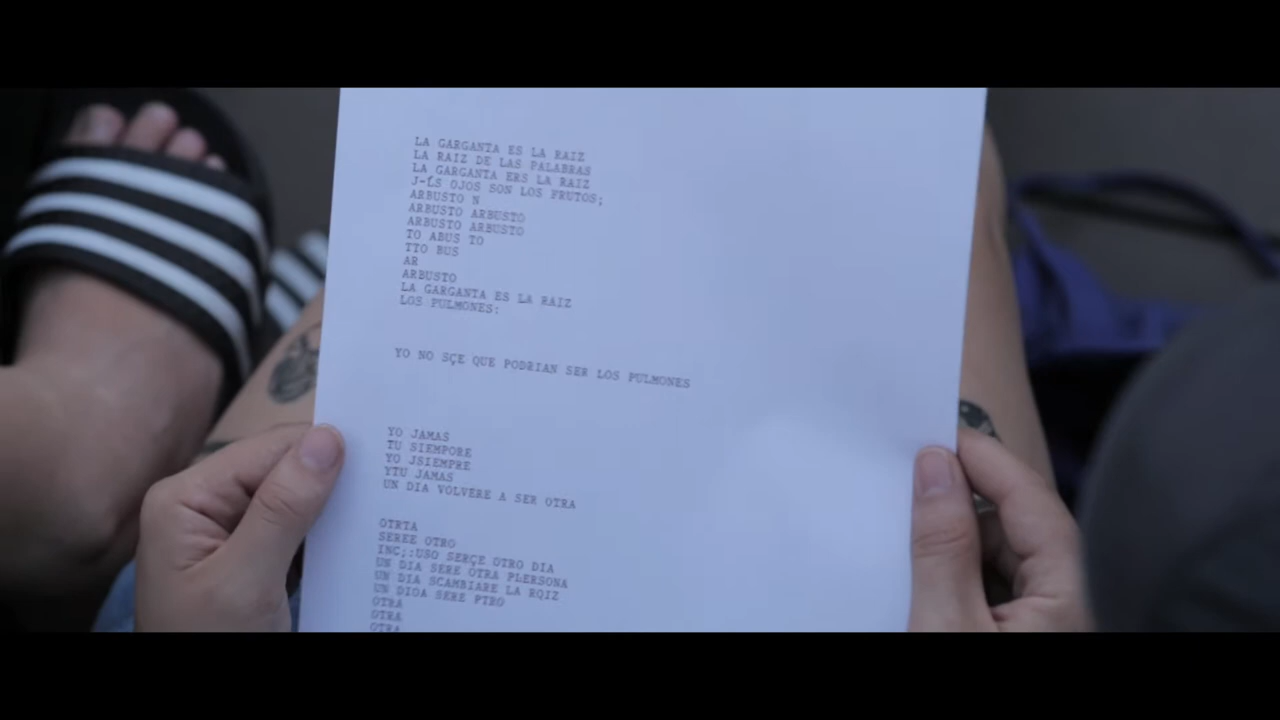 LA GARGANTA ES LA RAIZ
LA RAIZ DE LAS PALABRAS
LA GARGANTA ERS LA RAIZ
J-ĹS OJOS SON LOS FRUTOS;
ARBUSTO N
ARBUSTO ARBUSTO
ARBUSTO ARBUSTO
TO ABUS TO
TTO BUS
AR
ARBUSTO
LA GARGANTA ES LA RAIZ
LOS PULMONES:
YO NO SÇE QUE PODRIAN SER LOS PULMONES
YO JAMAS
TU SIEMPORE
YO JSIEMPRE
YTU JAMAS
UN DIA VOLVERE A SER OTRA
OTRTA
SEREE OTRO
INC;:USO SERÇE OTRO DIA
UN DIA SERE OTRA PLERSONA
UN DIA SCAMBIARE LA RQIZ
UN DIOA SERE PTRO
OTRA
OTRA
OTRA